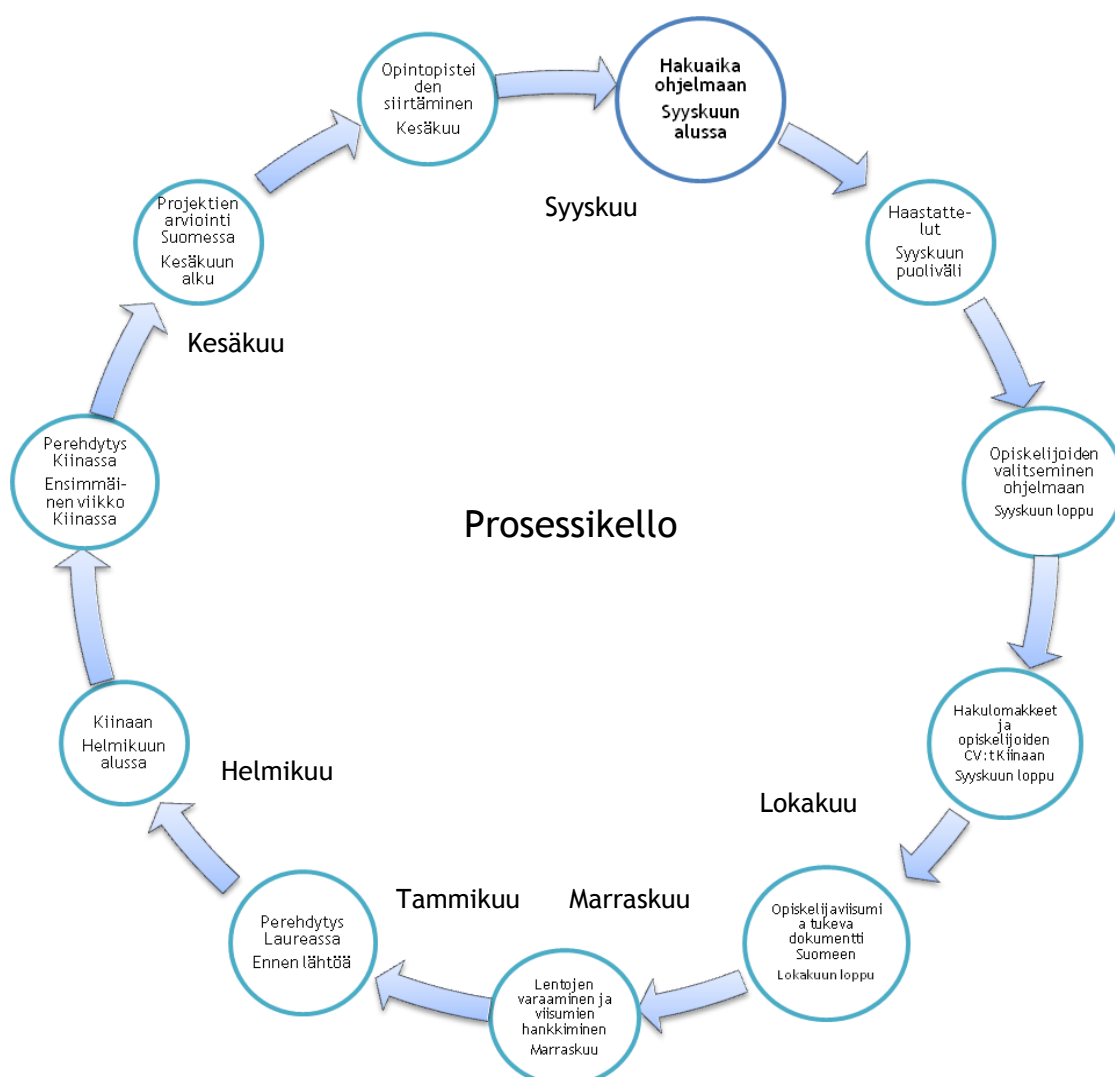 Hakuaika
ohjelmaan
Syyskuun
alussa
Haastatte-
lut
Syyskuun
puoliväli
Opiskelijoiden
valitseminen
ohjelmaan
Syyskuun loppu
Hakulomakkeet
ja
opiskelijoiden
CV:tKiinaan
Syyskuun loppu
Opiskelijaviisumi
a tukeva
dokumentti
Suomeen
Lokakuun loppu
Lentojen
varaaminen ja
viisumien
hankkiminen
Marraskuu
Perehdytys
Laureassa
Ennen lähtöä
Kiinaan
Helmikuun
alussa
Perehdytys
Kiinassa
Ensimmäi-
nen viikko
Kiinassa
Projektien
arviointi
Suomessa
Kesäkuun
alku
Opintopistei
den
siirtäminen
Kesäkuu
Syyskuu
Lokakuu
Marraskuu
Tammikuu
Helmikuu
Kesäkuu
Prosessikello